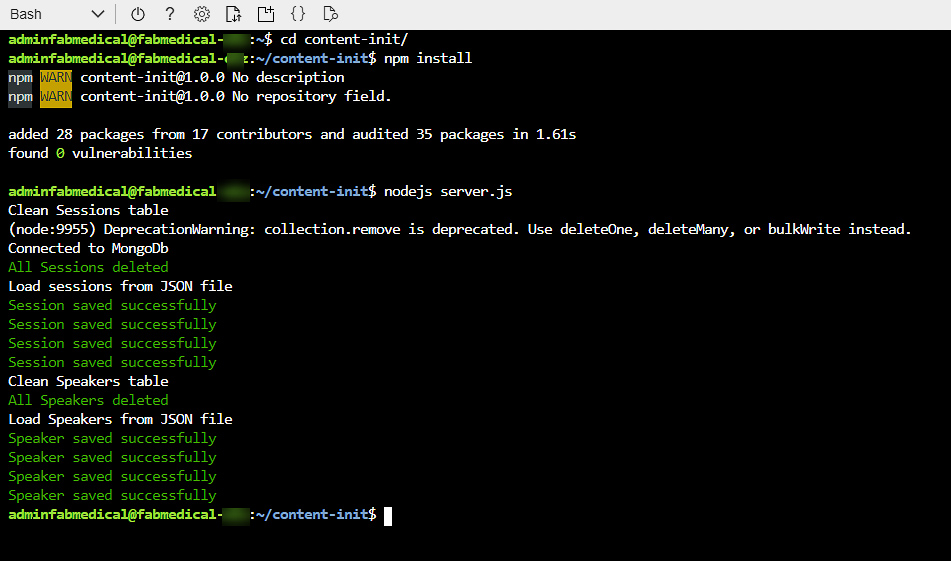 Bash
adminfabmedical@fabmedical-:~$ cd content-init/
adminfabmedical@fabmedical-:~/content-init$ npm install
npm WARN content-init@1.0.0 No description
npm WARN content-init@1.0.0 No repository field.
added 28 packages from 17 contributors and audited 35 packages in 1.61s
found 0 vulnerabilities
adminfabmedical@fabmedical:~/content-init$ nodejs server.js
Clean Sessions table
(node:9955) DeprecationWarning: collection.remove is deprecated. Use deleteOne, deleteMany, or bulkWrite instead.
Connected to MongoDb
All Sessions deleted
Load sessions from JSON file
Session saved successfully
Session saved successfully
Session saved successfully
Session saved successfully
Clean Speakers table
All Speakers deleted
Load Speakers from JSON file
Speaker saved successfully
Speaker saved successfully
Speaker saved successfully
Speaker saved successfully
adminfabmedical@fabmedical-:~/content-init$